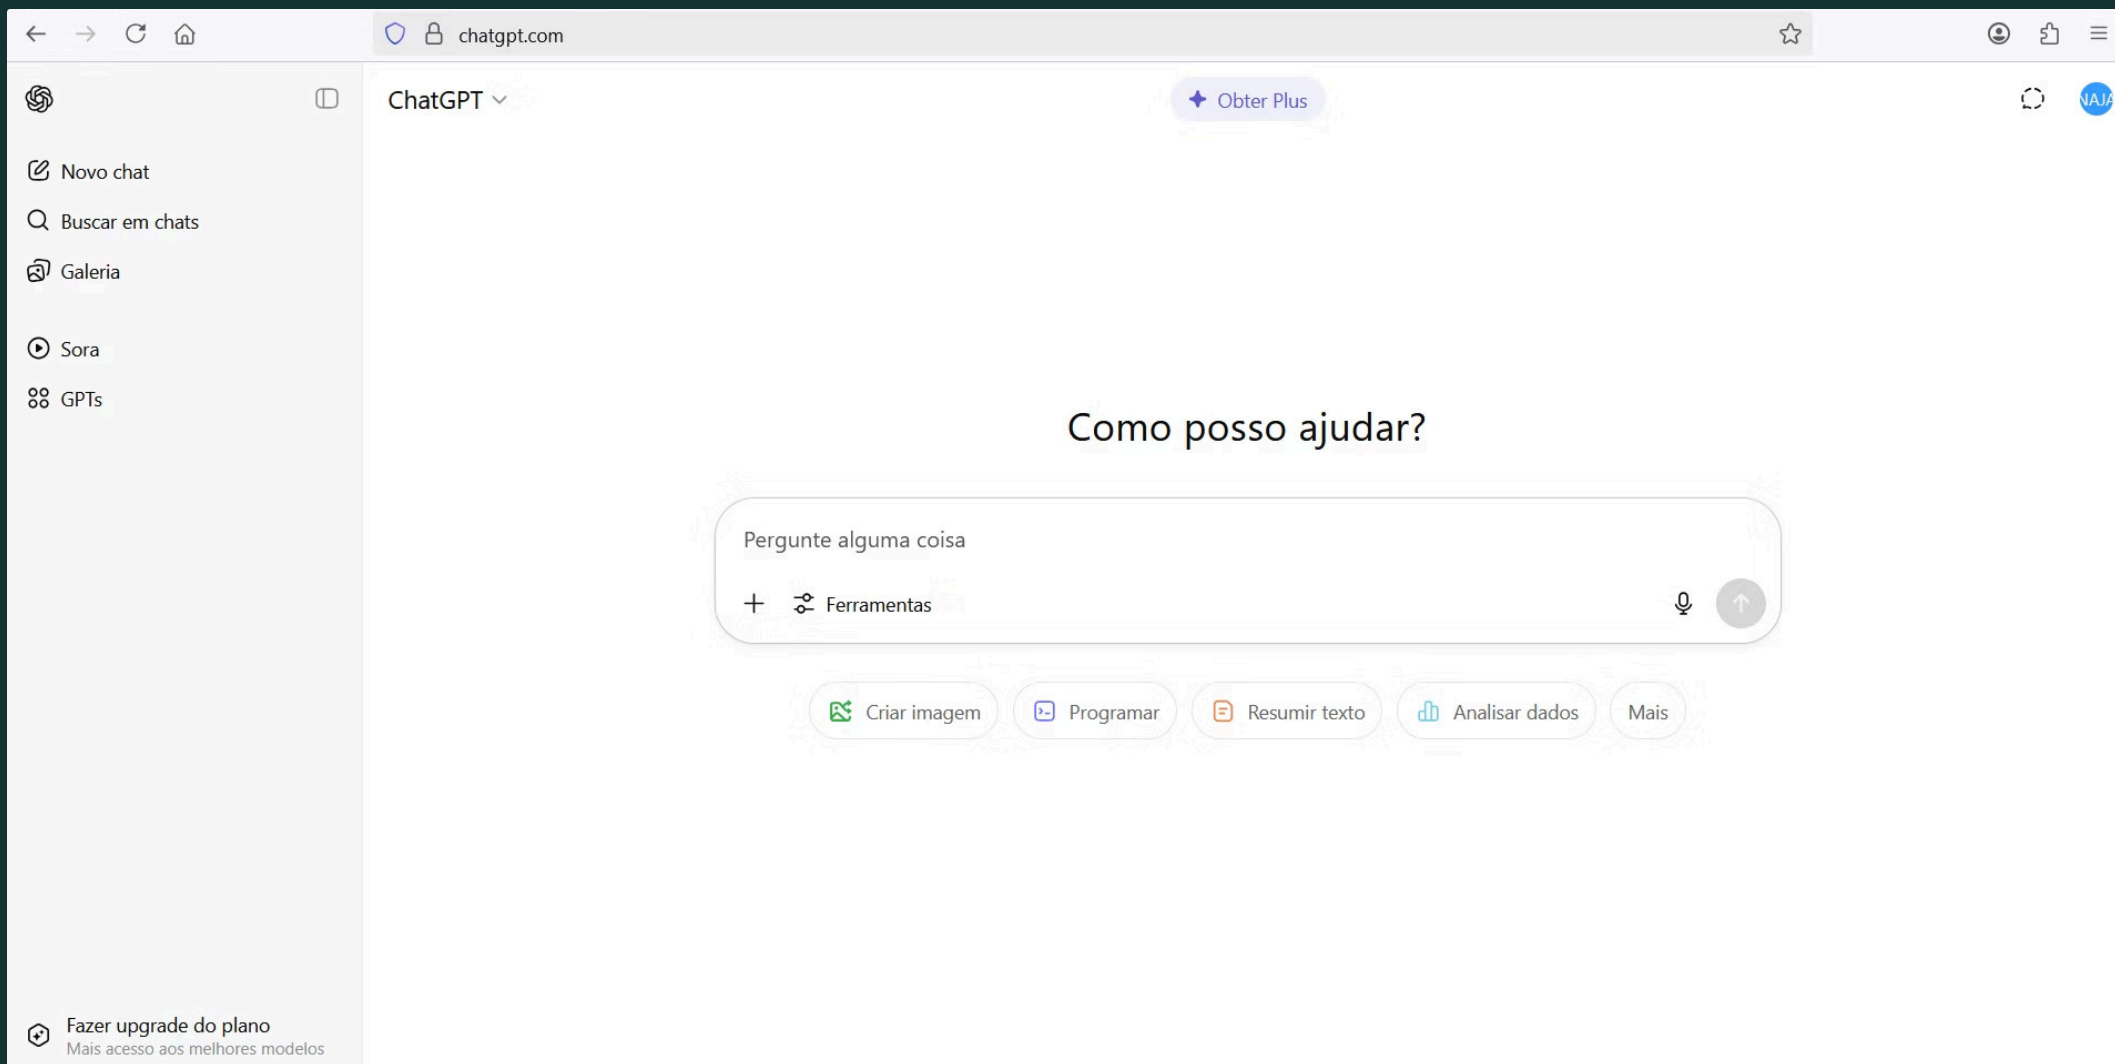 chatgpt.com
ChatGPT
Obter Plus
NAJA
Novo chat
Buscar em chats
Galeria
Sora
GPTs
Como posso ajudar?
Pergunte alguma coisa
Ferramentas
Criar imagem
Programar
Resumir texto
Analisar dados
Mais
Fazer upgrade do plano
Mais acesso aos melhores modelos